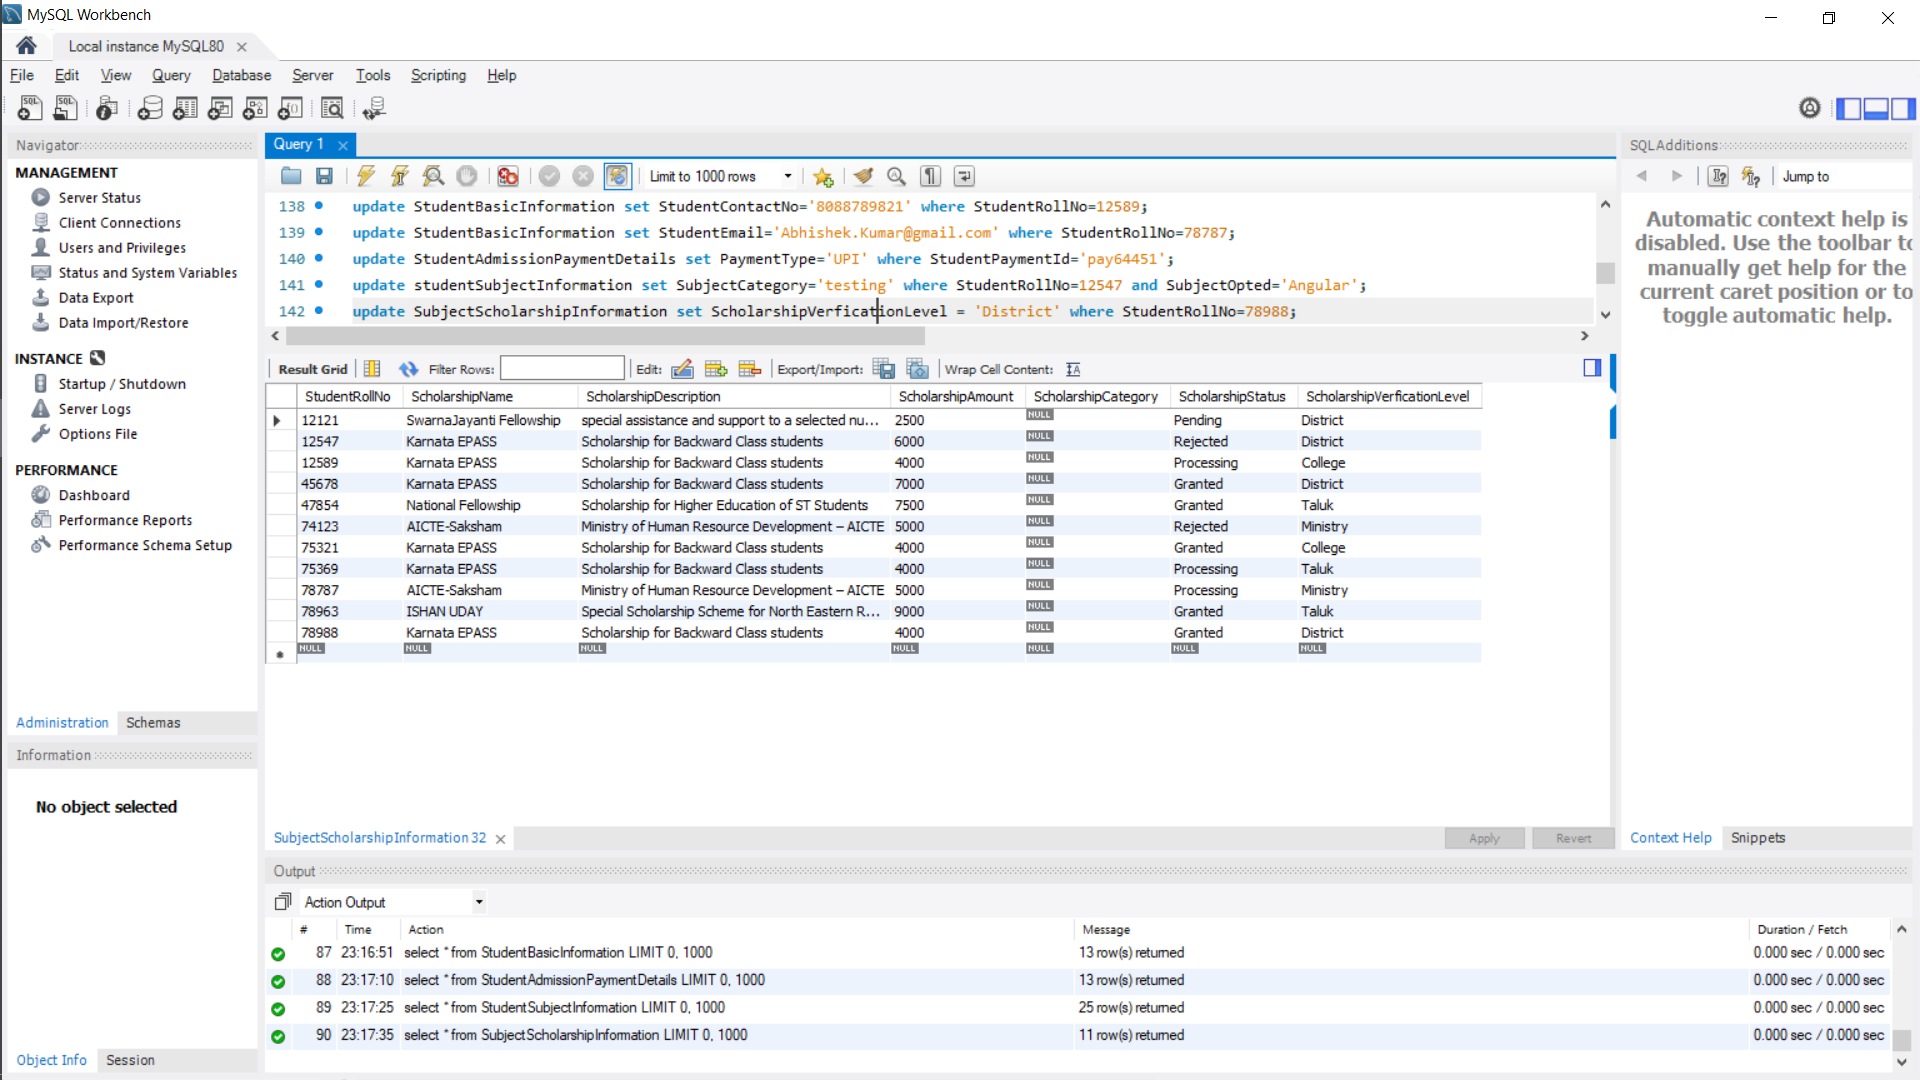 MySQL Workbench
Local instance MySQL80
File Edit View Query Database Server Tools Scripting Help
Navigator
MANAGEMENT
Server Status
Client Connections
Users and Privileges
Status and System Variables
Data Export
Data Import/Restore
INSTANCE
Startup / Shutdown
Server Logs
Options File
PERFORMANCE
Dashboard
Performance Reports
Performance Schema Setup
Administration Schemas
Information
No object selected
Object Info Session
Query 1
Limit to 1000 rows
138 update StudentBasicInformation set StudentContactNo='8088789821' where StudentRollNo=12589;
139 update StudentBasicInformation set StudentEmail='Abhishek.Kumar@gmail.com' where StudentRollNo=78787;
140 update StudentAdmissionPaymentDetails set PaymentType='UPI' where StudentPaymentId='pay64451';
141 update studentSubjectInformation set SubjectCategory='testing' where StudentRollNo=12547 and SubjectOpted='Angular';
142 update SubjectScholarshipInformation set ScholarshipVerficationLevel = 'District' where StudentRollNo=78988;
Result Grid Filter Rows: Edit: Export/Import: Wrap Cell Content:
StudentRollNo ScholarshipName ScholarshipDescription ScholarshipAmount ScholarshipCategory ScholarshipStatus ScholarshipVerficationLevel
12121 SwarnaJayanti Fellowship special assistance and support to a selected nu... 2500 NULL Pending District
12547 Karnata EPASS Scholarship for Backward Class students 6000 NULL Rejected District
12589 Karnata EPASS Scholarship for Backward Class students 4000 NULL Processing College
45678 Karnata EPASS Scholarship for Backward Class students 7000 NULL Granted District
47854 National Fellowship Scholarship for Higher Education of ST Students 7500 NULL Granted Taluk
74123 AICTE-Saksham Ministry of Human Resource Development – AICTE 5000 NULL Rejected Ministry
75321 Karnata EPASS Scholarship for Backward Class students 4000 NULL Granted College
75369 Karnata EPASS Scholarship for Backward Class students 4000 NULL Processing Taluk
78787 AICTE-Saksham Ministry of Human Resource Development – AICTE 5000 NULL Processing Ministry
78963 ISHAN UDAY Special Scholarship Scheme for North Eastern R... 9000 NULL Granted Taluk
78988 Karnata EPASS Scholarship for Backward Class students 4000 NULL Granted District
NULL NULL NULL NULL NULL NULL NULL
SubjectScholarshipInformation 32
Apply Revert
Output
Action Output
# Time Action Message Duration / Fetch
87 23:16:51 select * from StudentBasicInformation LIMIT 0, 1000 13 row(s) returned 0.000 sec / 0.000 sec
88 23:17:10 select * from StudentAdmissionPaymentDetails LIMIT 0, 1000 13 row(s) returned 0.000 sec / 0.000 sec
89 23:17:25 select * from StudentSubjectInformation LIMIT 0, 1000 25 row(s) returned 0.000 sec / 0.000 sec
90 23:17:35 select * from SubjectScholarshipInformation LIMIT 0, 1000 11 row(s) returned 0.000 sec / 0.000 sec
SQLAdditions
Jump to
Automatic context help is
disabled. Use the toolbar to
manually get help for the
current caret position or to
toggle automatic help.
Context Help Snippets